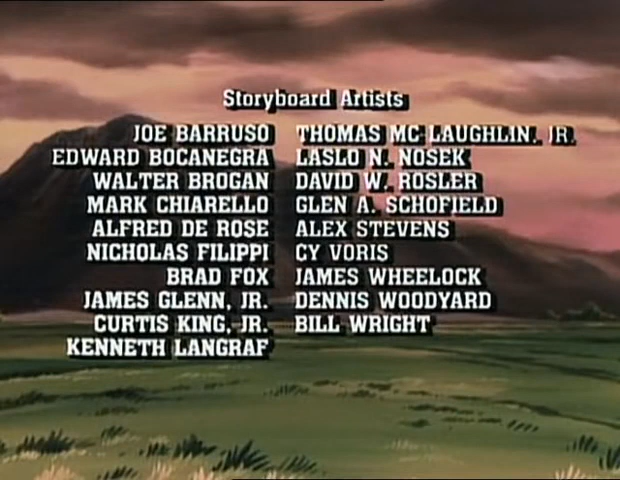 Storyboard Artists
JOE BARRUSO THOMAS MC LAUGHLIN, JR.
EDWARD BOCANEGRA LASLO N. NOSEK
WALTER BROGAN DAVID W. ROSLER
MARK CHIARELLO GLEN A. SCHOFIELD
ALFRED DE ROSE ALEX STEVENS
NICHOLAS FILIPPI CY VORIS
BRAD FOX JAMES WHEELOCK
JAMES GLENN, JR. DENNIS WOODYARD
CURTIS KING, JR. BILL WRIGHT
KENNETH LANGRAF